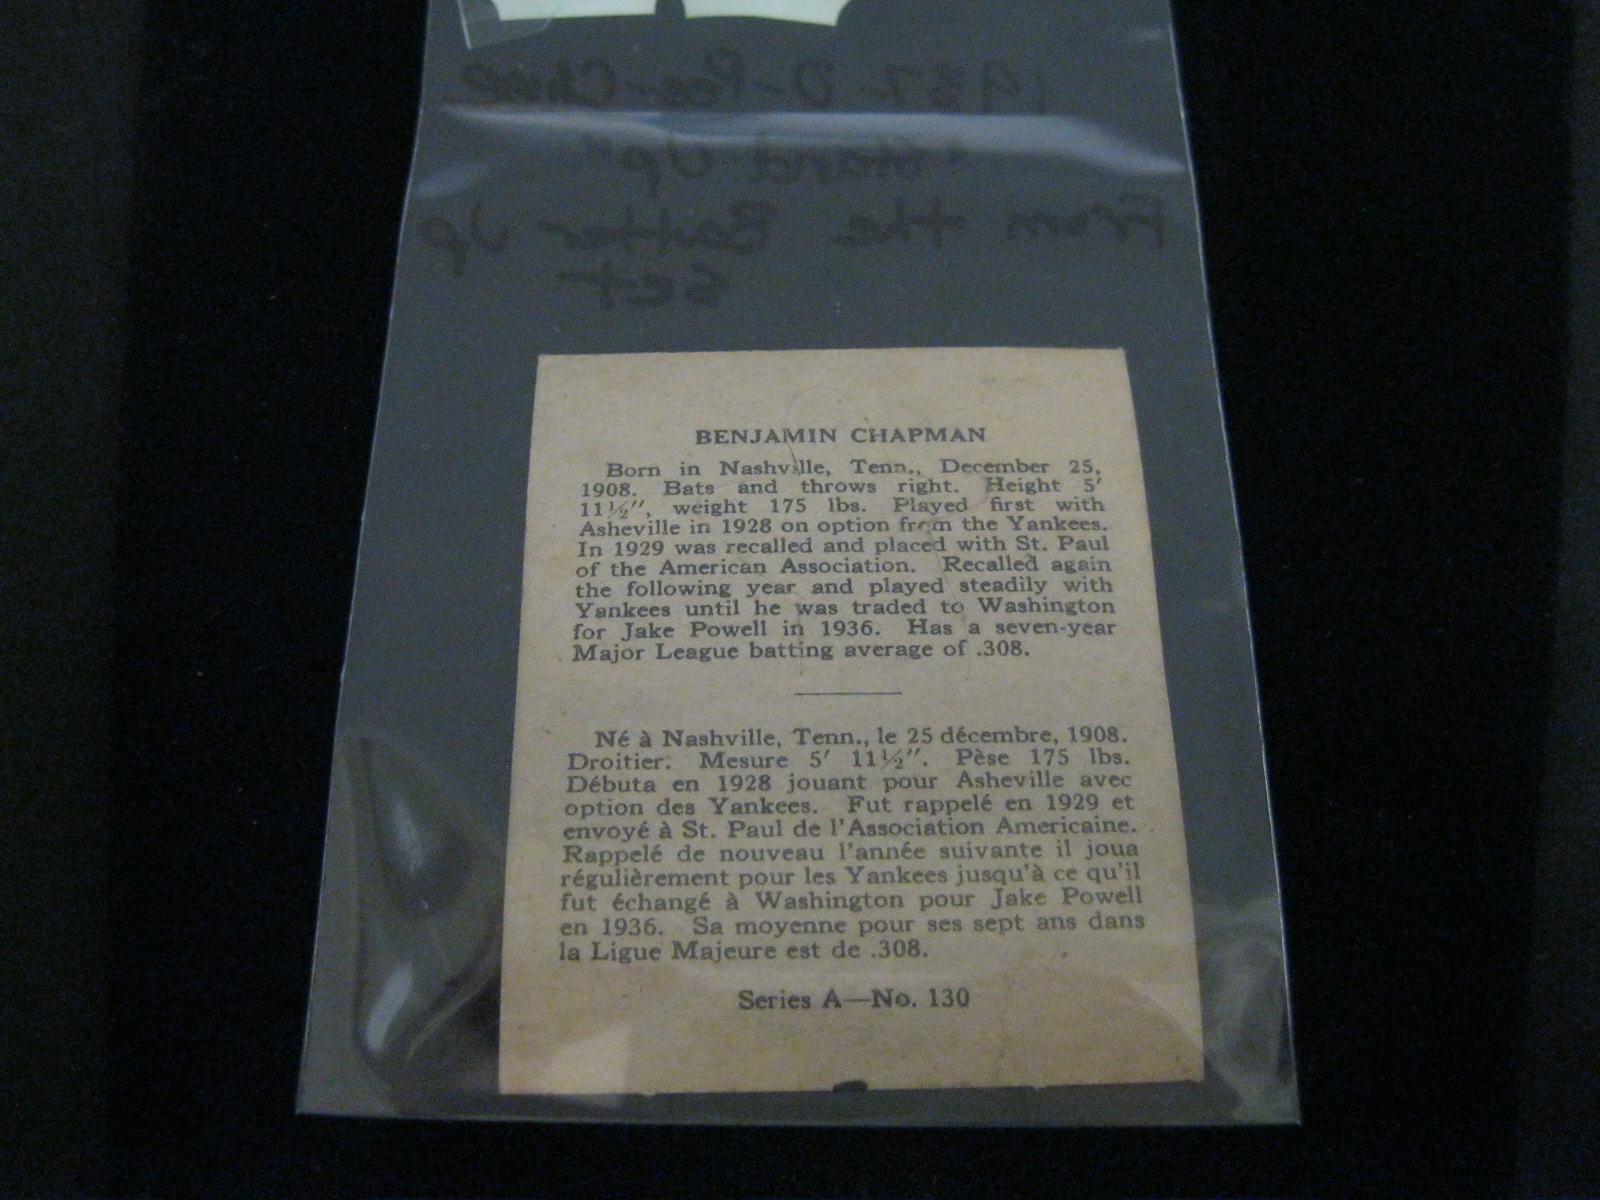 1937 O-Pee-Chee
"Stand Up"
From the Batter Up
set
BENJAMIN CHAPMAN
Born in Nashville, Tenn., December 25,
1908. Bats and throws right. Height 5′
11½″, weight 175 lbs. Played first with
Asheville in 1928 on option from the Yankees.
In 1929 was recalled and placed with St. Paul
of the American Association. Recalled again
the following year and played steadily with
Yankees until he was traded to Washington
for Jake Powell in 1936. Has a seven-year
Major League batting average of .308.
Né à Nashville, Tenn., le 25 décembre, 1908.
Droitier. Mesure 5′ 11½″. Pèse 175 lbs.
Débuta en 1928 jouant pour Asheville avec
option des Yankees. Fut rappelé en 1929 et
envoyé à St. Paul de l'Association Americaine.
Rappelé de nouveau l'année suivante il joua
régulièrement pour les Yankees jusqu'à ce qu'il
fut échangé à Washington pour Jake Powell
en 1936. Sa moyenne pour ses sept ans dans
la Ligue Majeure est de .308.
Series A—No. 130